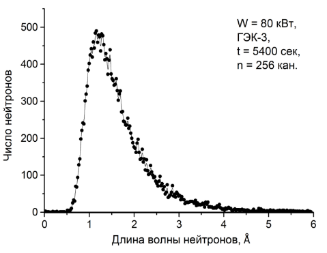 W = 80 кВт,
ГЭК-3,
t = 5400 сек,
n = 256 кан.
Число нейтронов
500
400
300
200
100
0
0 1 2 3 4 5 6
Длина волны нейтронов, Å